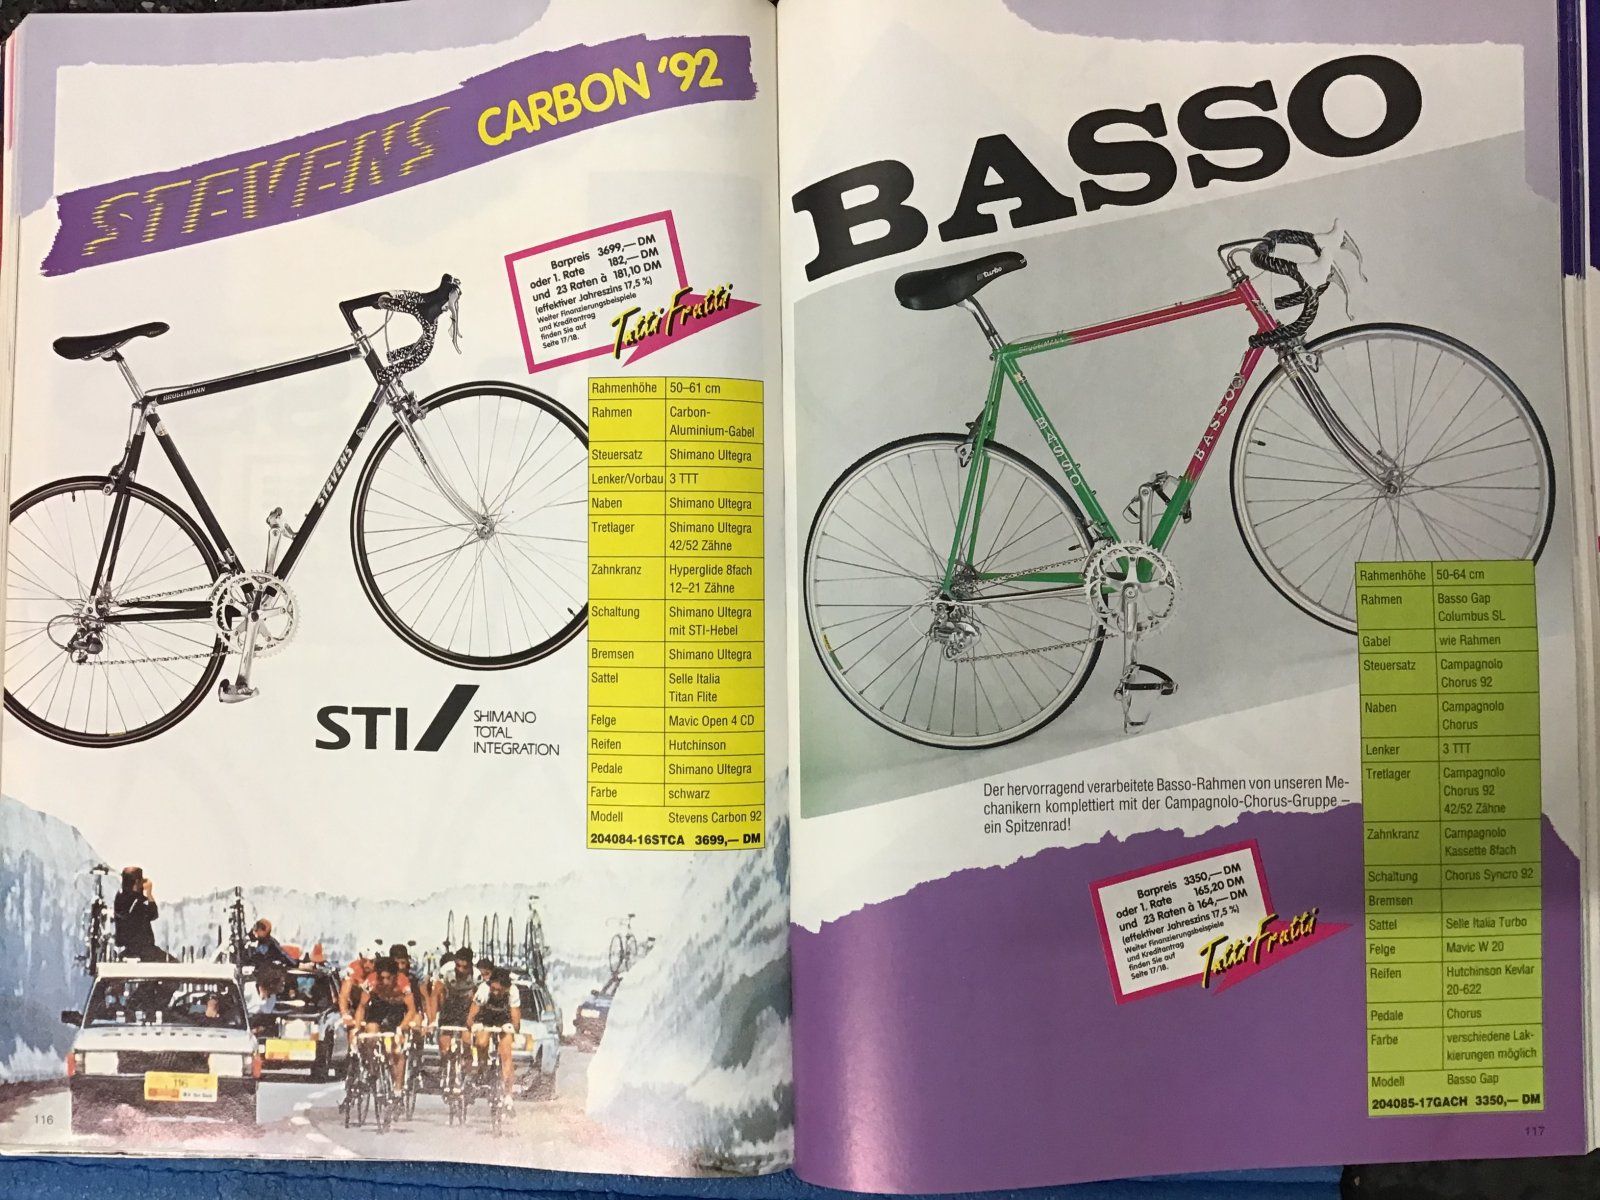 STEVENS CARBON '92
Barpreis 3699,— DM
oder 1. Rate 182,— DM
und 23 Raten à 181,10 DM
(effektiver Jahreszins 17,5 %)
Weiter Finanzierungsbeispiele
und Kreditantrag
finden Sie auf
Seite 17/18.
Tutti Frutti
BRÜGELMANN
STEVENS
Rahmenhöhe 50–61 cm
Rahmen Carbon-
Aluminium-Gabel
Steuersatz Shimano Ultegra
Lenker/Vorbau 3 TTT
Naben Shimano Ultegra
Tretlager Shimano Ultegra
42/52 Zähne
Zahnkranz Hyperglide 8fach
12–21 Zähne
Schaltung Shimano Ultegra
mit STI-Hebel
Bremsen Shimano Ultegra
Sattel Selle Italia
Titan Flite
Felge Mavic Open 4 CD
Reifen Hutchinson
Pedale Shimano Ultegra
Farbe schwarz
Modell Stevens Carbon 92
204084-16STCA 3699,— DM
STI
SHIMANO
TOTAL
INTEGRATION
116
116
BASSO
Turbo
BRÜGELMANN
BASSO
BASSO
Der hervorragend verarbeitete Basso-Rahmen von unseren Me-
chanikern komplettiert mit der Campagnolo-Chorus-Gruppe –
ein Spitzenrad!
Barpreis 3350,— DM
oder 1. Rate 165,20 DM
und 23 Raten à 164,— DM
(effektiver Jahreszins 17,5 %)
Weiter Finanzierungsbeispiele
und Kreditantrag
finden Sie auf
Seite 17/18.
Tutti Frutti
Rahmenhöhe 50-64 cm
Rahmen Basso Gap
Columbus SL
Gabel wie Rahmen
Steuersatz Campagnolo
Chorus 92
Naben Campagnolo
Chorus
Lenker 3 TTT
Tretlager Campagnolo
Chorus 92
42/52 Zähne
Zahnkranz Campagnolo
Kassette 8fach
Schaltung Chorus Syncro 92
Bremsen
Sattel Selle Italia Turbo
Felge Mavic W 20
Reifen Hutchinson Kevlar
20-622
Pedale Chorus
Farbe verschiedene Lak-
kierungen möglich
Modell Basso Gap
204085-17GACH 3350,— DM
117